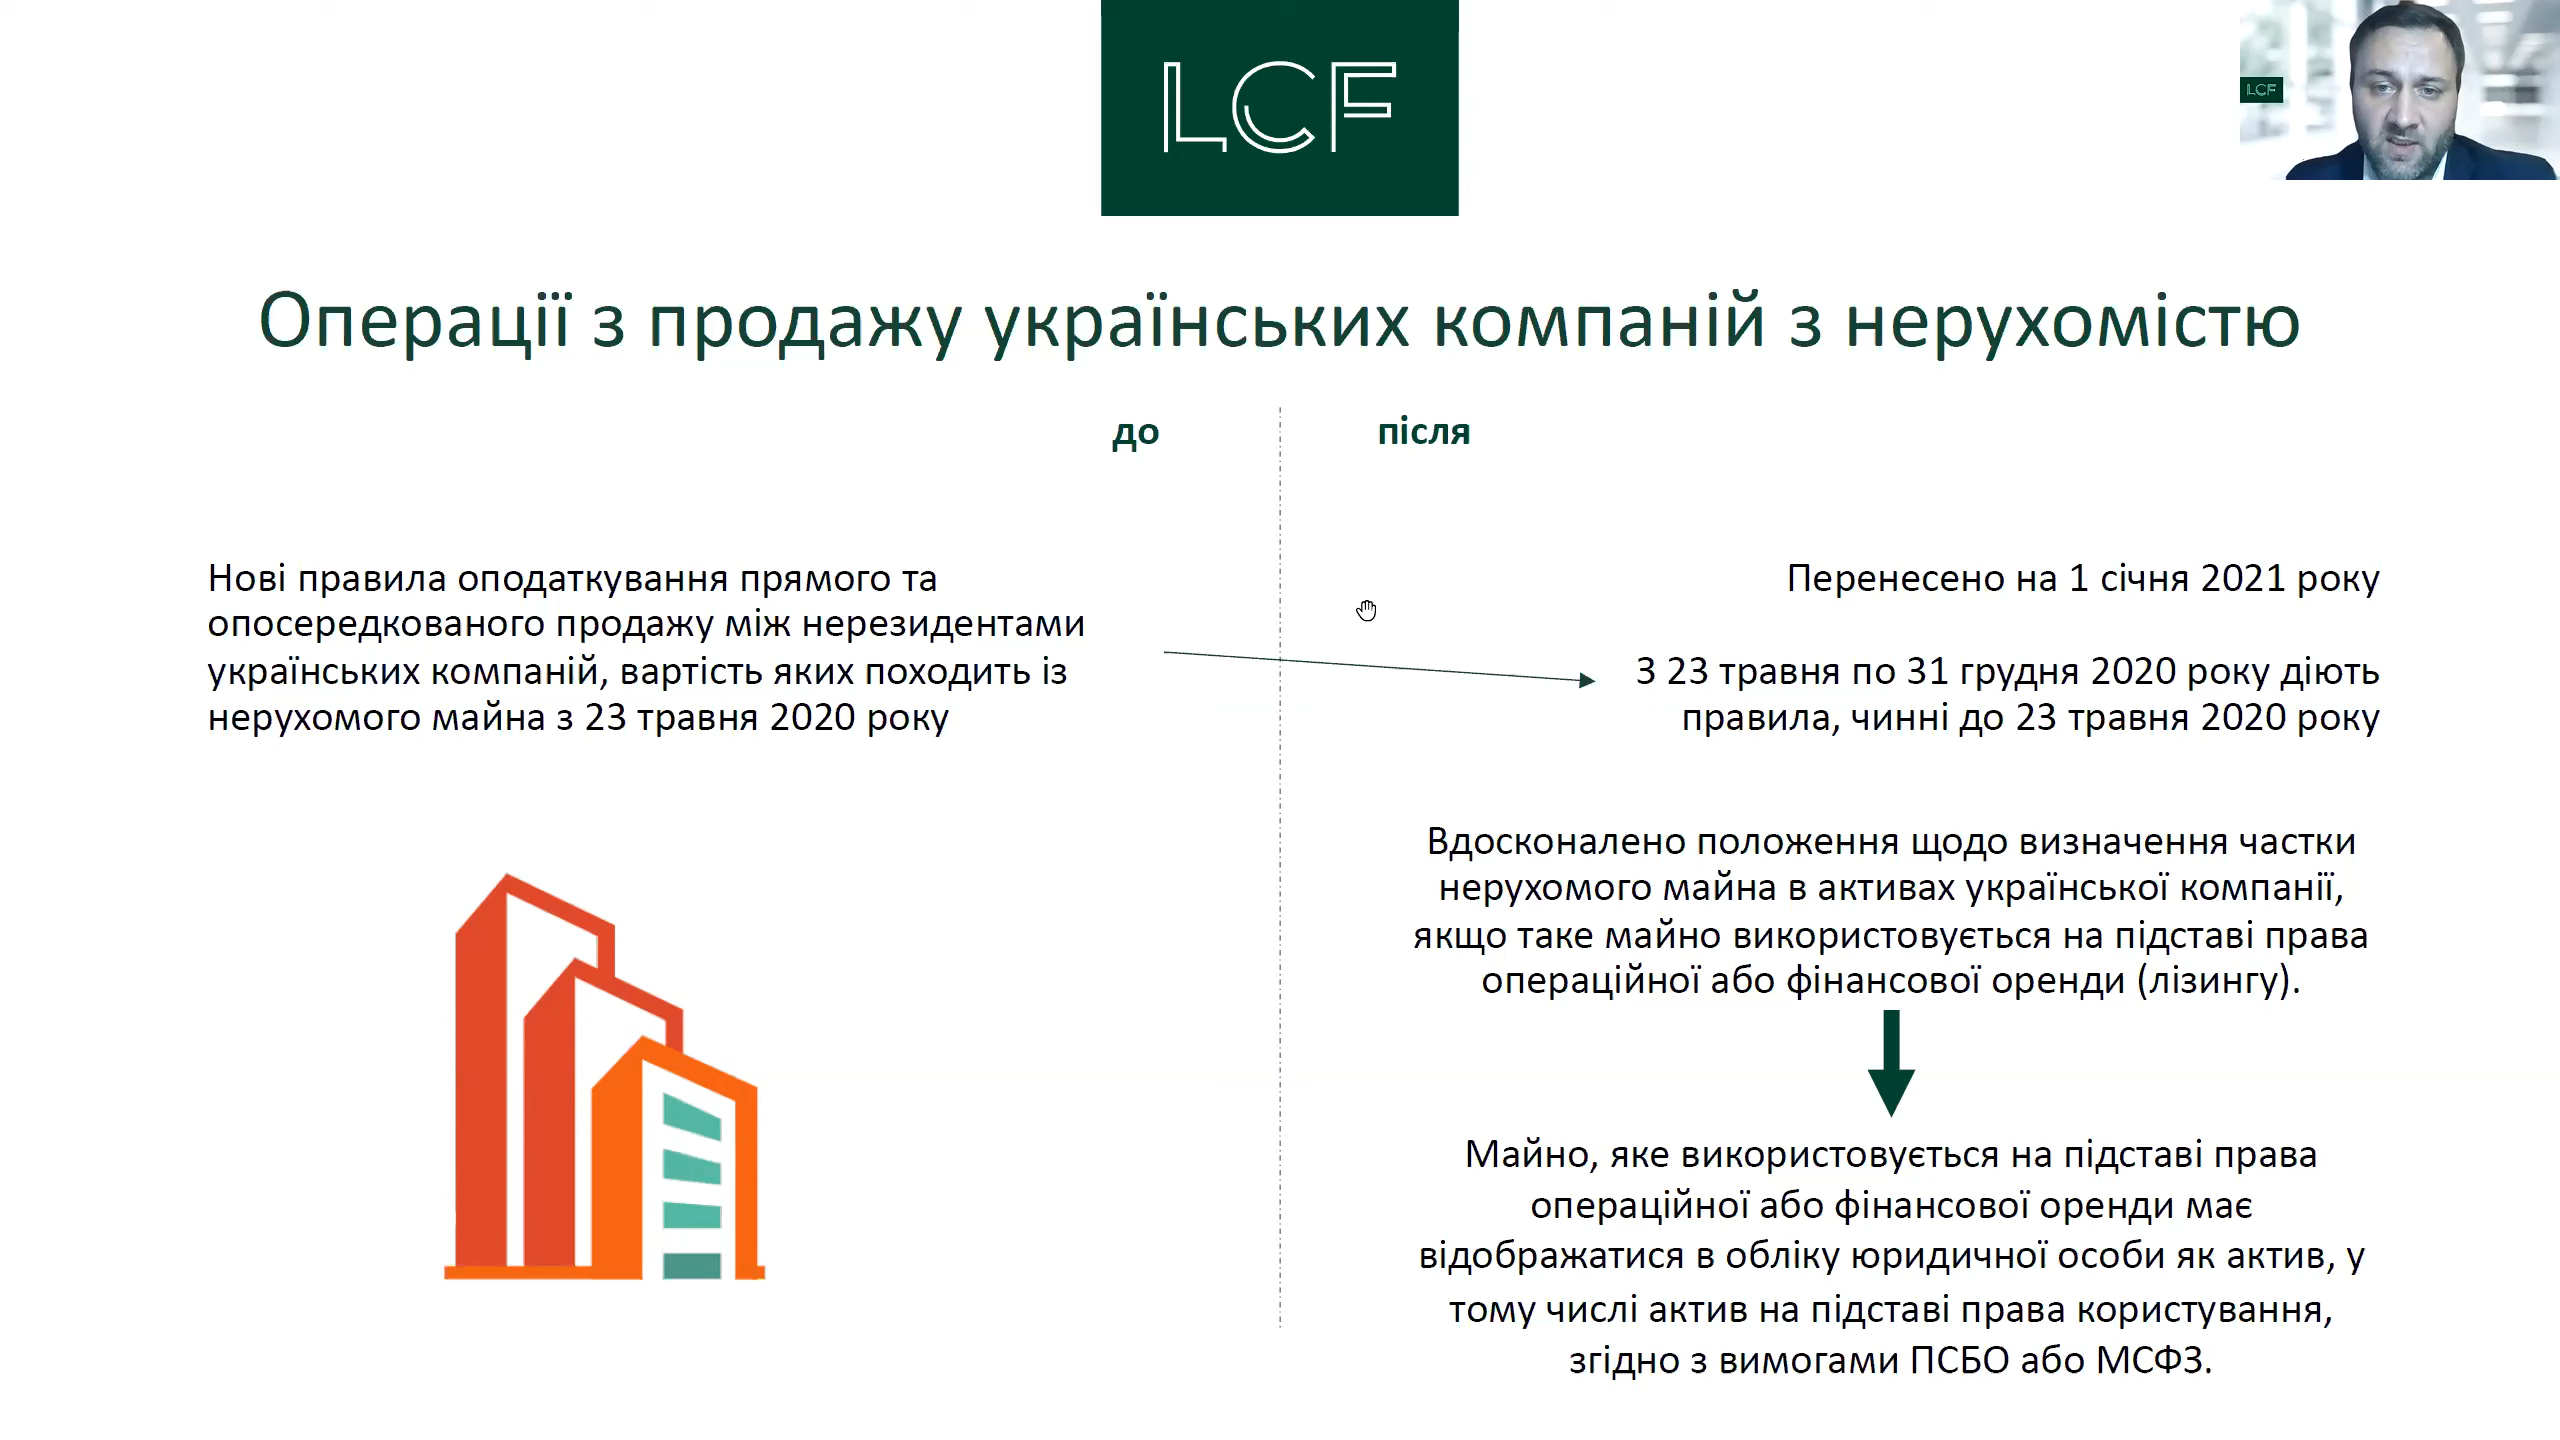 LCF
LCF
Операції з продажу українських компаній з нерухомістю
до
після
Нові правила оподаткування прямого та
опосередкованого продажу між нерезидентами
українських компаній, вартість яких походить із
нерухомого майна з 23 травня 2020 року
Перенесено на 1 січня 2021 року
З 23 травня по 31 грудня 2020 року діють
правила, чинні до 23 травня 2020 року
Вдосконалено положення щодо визначення частки
нерухомого майна в активах української компанії,
якщо таке майно використовується на підставі права
операційної або фінансової оренди (лізингу).
Майно, яке використовується на підставі права
операційної або фінансової оренди має
відображатися в обліку юридичної особи як актив, у
тому числі актив на підставі права користування,
згідно з вимогами ПСБО або МСФЗ.